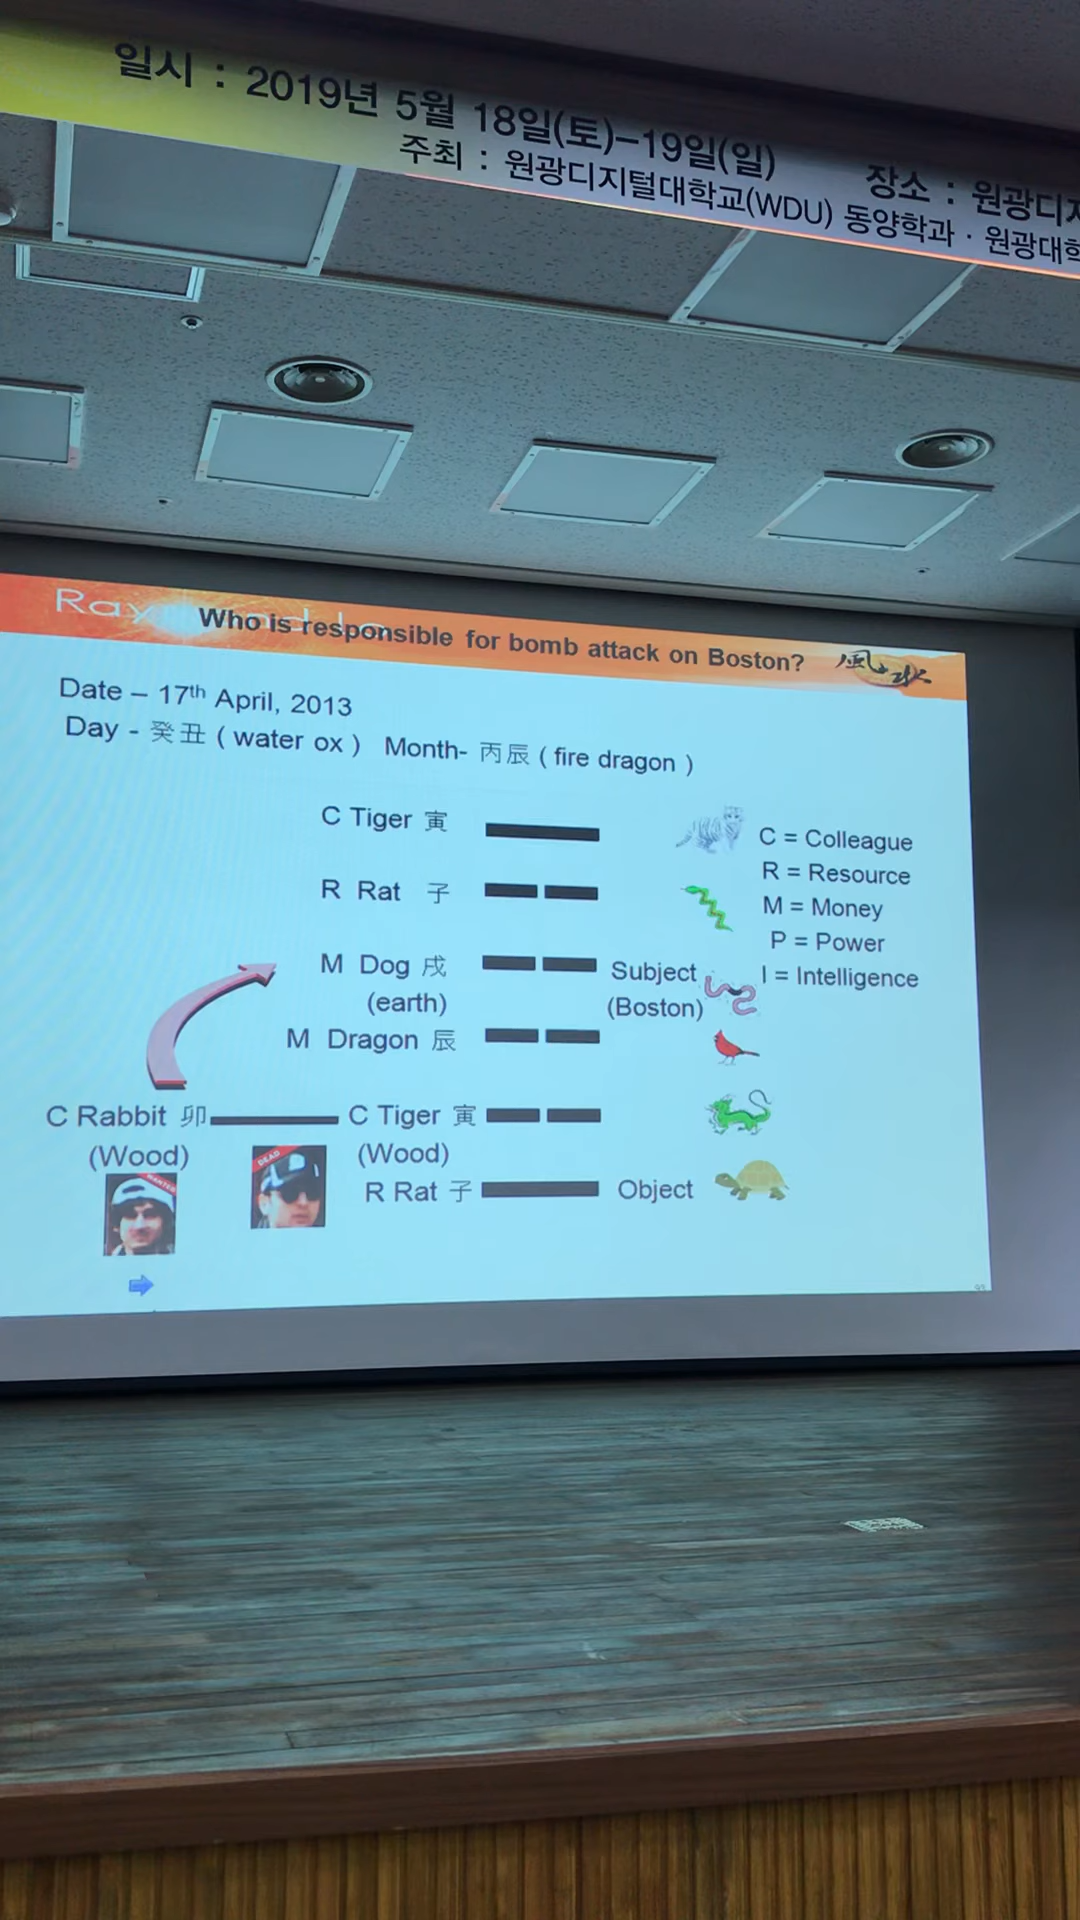 일시 : 2019년 5월 18일(토)-19일(일) 장소 : 원광디지
주최 : 원광디지털대학교(WDU) 동양학과 · 원광대학
Ray
Who is responsible for bomb attack on Boston?
Date – 17th April, 2013
Day - 癸丑 ( water ox ) Month- 丙辰 ( fire dragon )
C Tiger 寅
R Rat 子
M Dog 戌
(earth)
Subject
(Boston)
M Dragon 辰
C Rabbit 卯
(Wood)
C Tiger 寅
(Wood)
R Rat 子
Object
WANTED
DEAD
C = Colleague
R = Resource
M = Money
P = Power
I = Intelligence